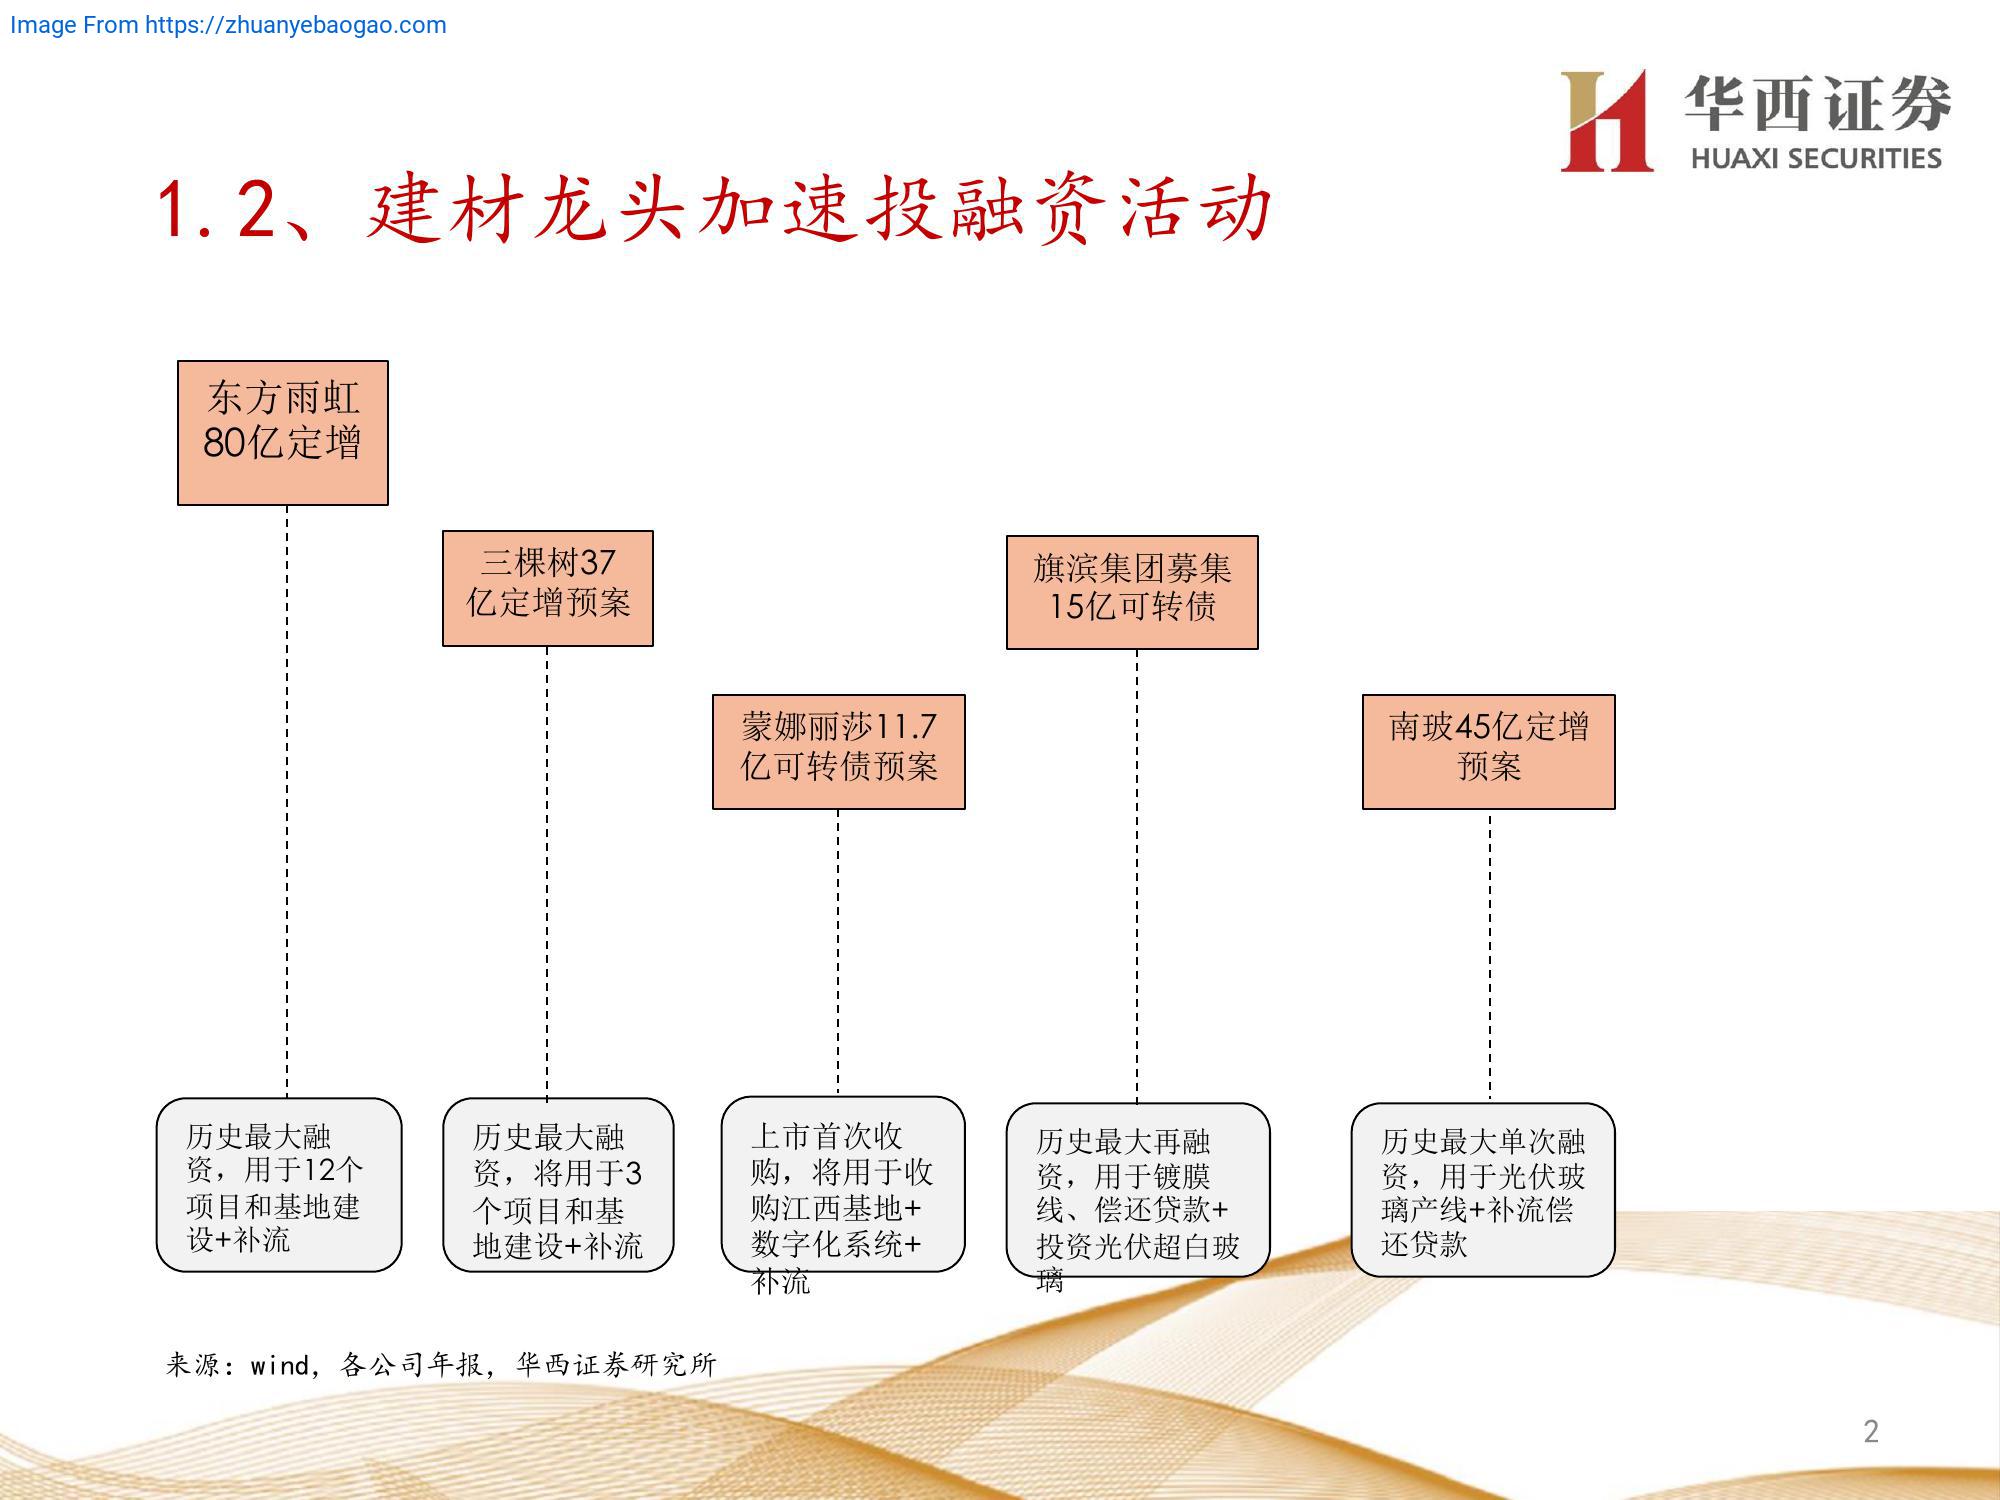 Image From https://zhuanyebaogao.com
华西证券
HUAXI SECURITIES
1.2、建材龙头加速投融资活动
东方雨虹
80亿定增
三棵树37
亿定增预案
旗滨集团募集
15亿可转债
蒙娜丽莎11.7
亿可转债预案
南玻45亿定增
预案
历史最大融
资，用于12个
项目和基地建
设+补流
历史最大融
资，将用于3
个项目和基
地建设+补流
上市首次收
购，将用于收
购江西基地+
数字化系统+
补流
历史最大再融
资，用于镀膜
线、偿还贷款+
投资光伏超白玻
璃
历史最大单次融
资，用于光伏玻
璃产线+补流偿
还贷款
来源：wind，各公司年报，华西证券研究所
2